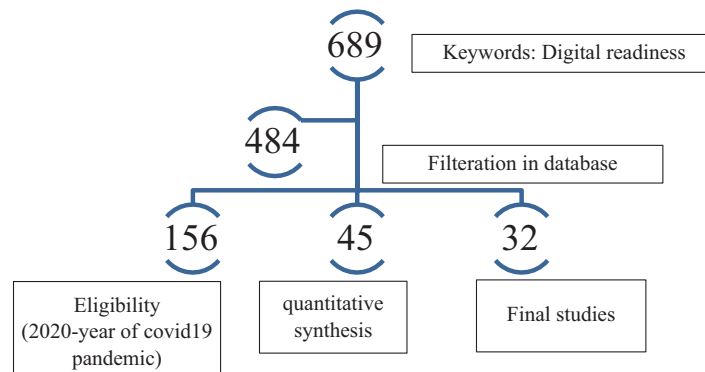 689
Keywords: Digital readiness
484
Filteration in database
156
45
32
Eligibility
(2020-year of covid19
pandemic)
quantitative
synthesis
Final studies